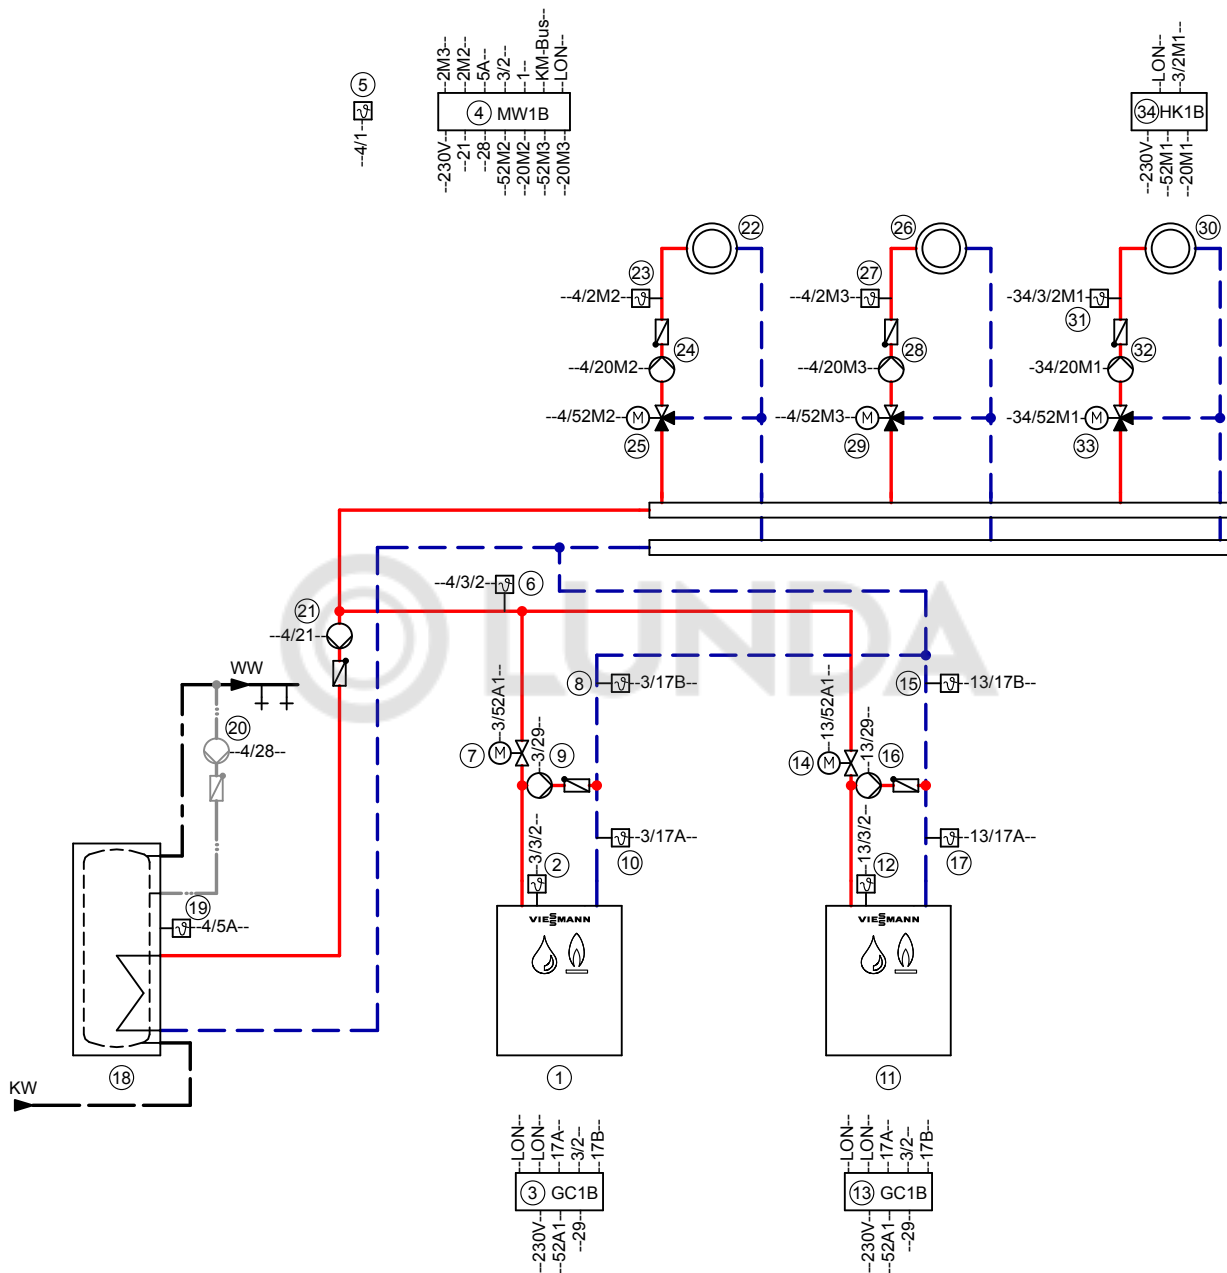 --2M3--
--2M2--
--5A--
--3/2--
--1--
--KM-Bus--
--LON--
5
--4/1--
4 MW1B
--230V--
--21--
--28--
--52M2--
--20M2--
--52M3--
--20M3--
--LON--
--3/2M1--
34 HK1B
--230V--
--52M1--
--20M1--
22
26
30
23
27
--4/2M2--
--4/2M3--
-34/3/2M1-
31
24
28
32
--4/20M2--
--4/20M3--
-34/20M1-
--4/52M2--
M
--4/52M3--
M
-34/52M1-
M
25
29
33
LUNDA
--4/3/2--
6
21
--4/21--
WW
8
--3/17B--
15
--13/17B--
3/52A1--
13/52A1--
20
--4/28--
7
M
3/29--
9
14
M
13/29--
16
--3/17A--
--13/17A--
--3/3/2--
2
10
--13/3/2--
12
17
19
--4/5A--
VIESSMANN
VIESSMANN
18
1
11
KW
--LON--
--LON--
--17A--
--3/2--
--17B--
--LON--
--LON--
--17A--
--3/2--
--17B--
3 GC1B
13 GC1B
--230V--
--52A1--
--29--
--230V--
--52A1--
--29--